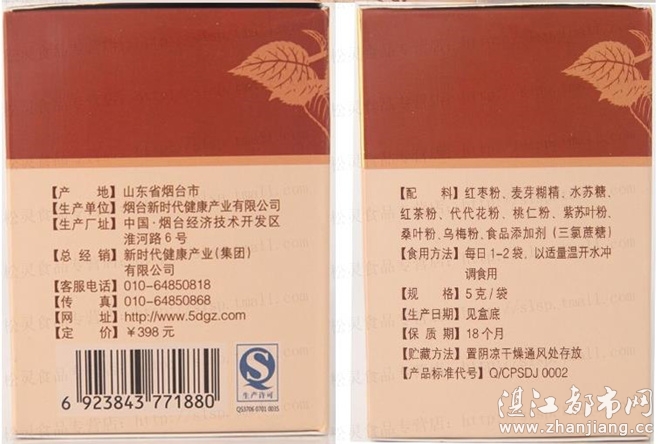 【产　　地】山东省烟台市
【生产单位】烟台新时代健康产业有限公司
【生产厂址】中国·烟台经济技术开发区
淮河路6号
【总 经 销】新时代健康产业(集团)
有限公司
【客服电话】010-64850818
【传　　真】010-64850868
【网　　址】http://www.5dgz.com
【定　　价】￥398元
6 923843 771880
QS
生产许可
QS3706 0701 0035
【配　　料】红枣粉、麦芽糊精、水苏糖、
红茶粉、代代花粉、桃仁粉、紫苏叶粉、
桑叶粉、乌梅粉、食品添加剂（三氯蔗糖）
【食用方法】每日1-2袋，以适量温开水冲
调食用
【规　　格】5克/袋
【生产日期】见盒底
【保 质 期】18个月
【贮藏方法】置阴凉干燥通风处存放
【产品标准代号】Q/CPSDJ 0002
湛江都市网
www.zhanjiang.cc